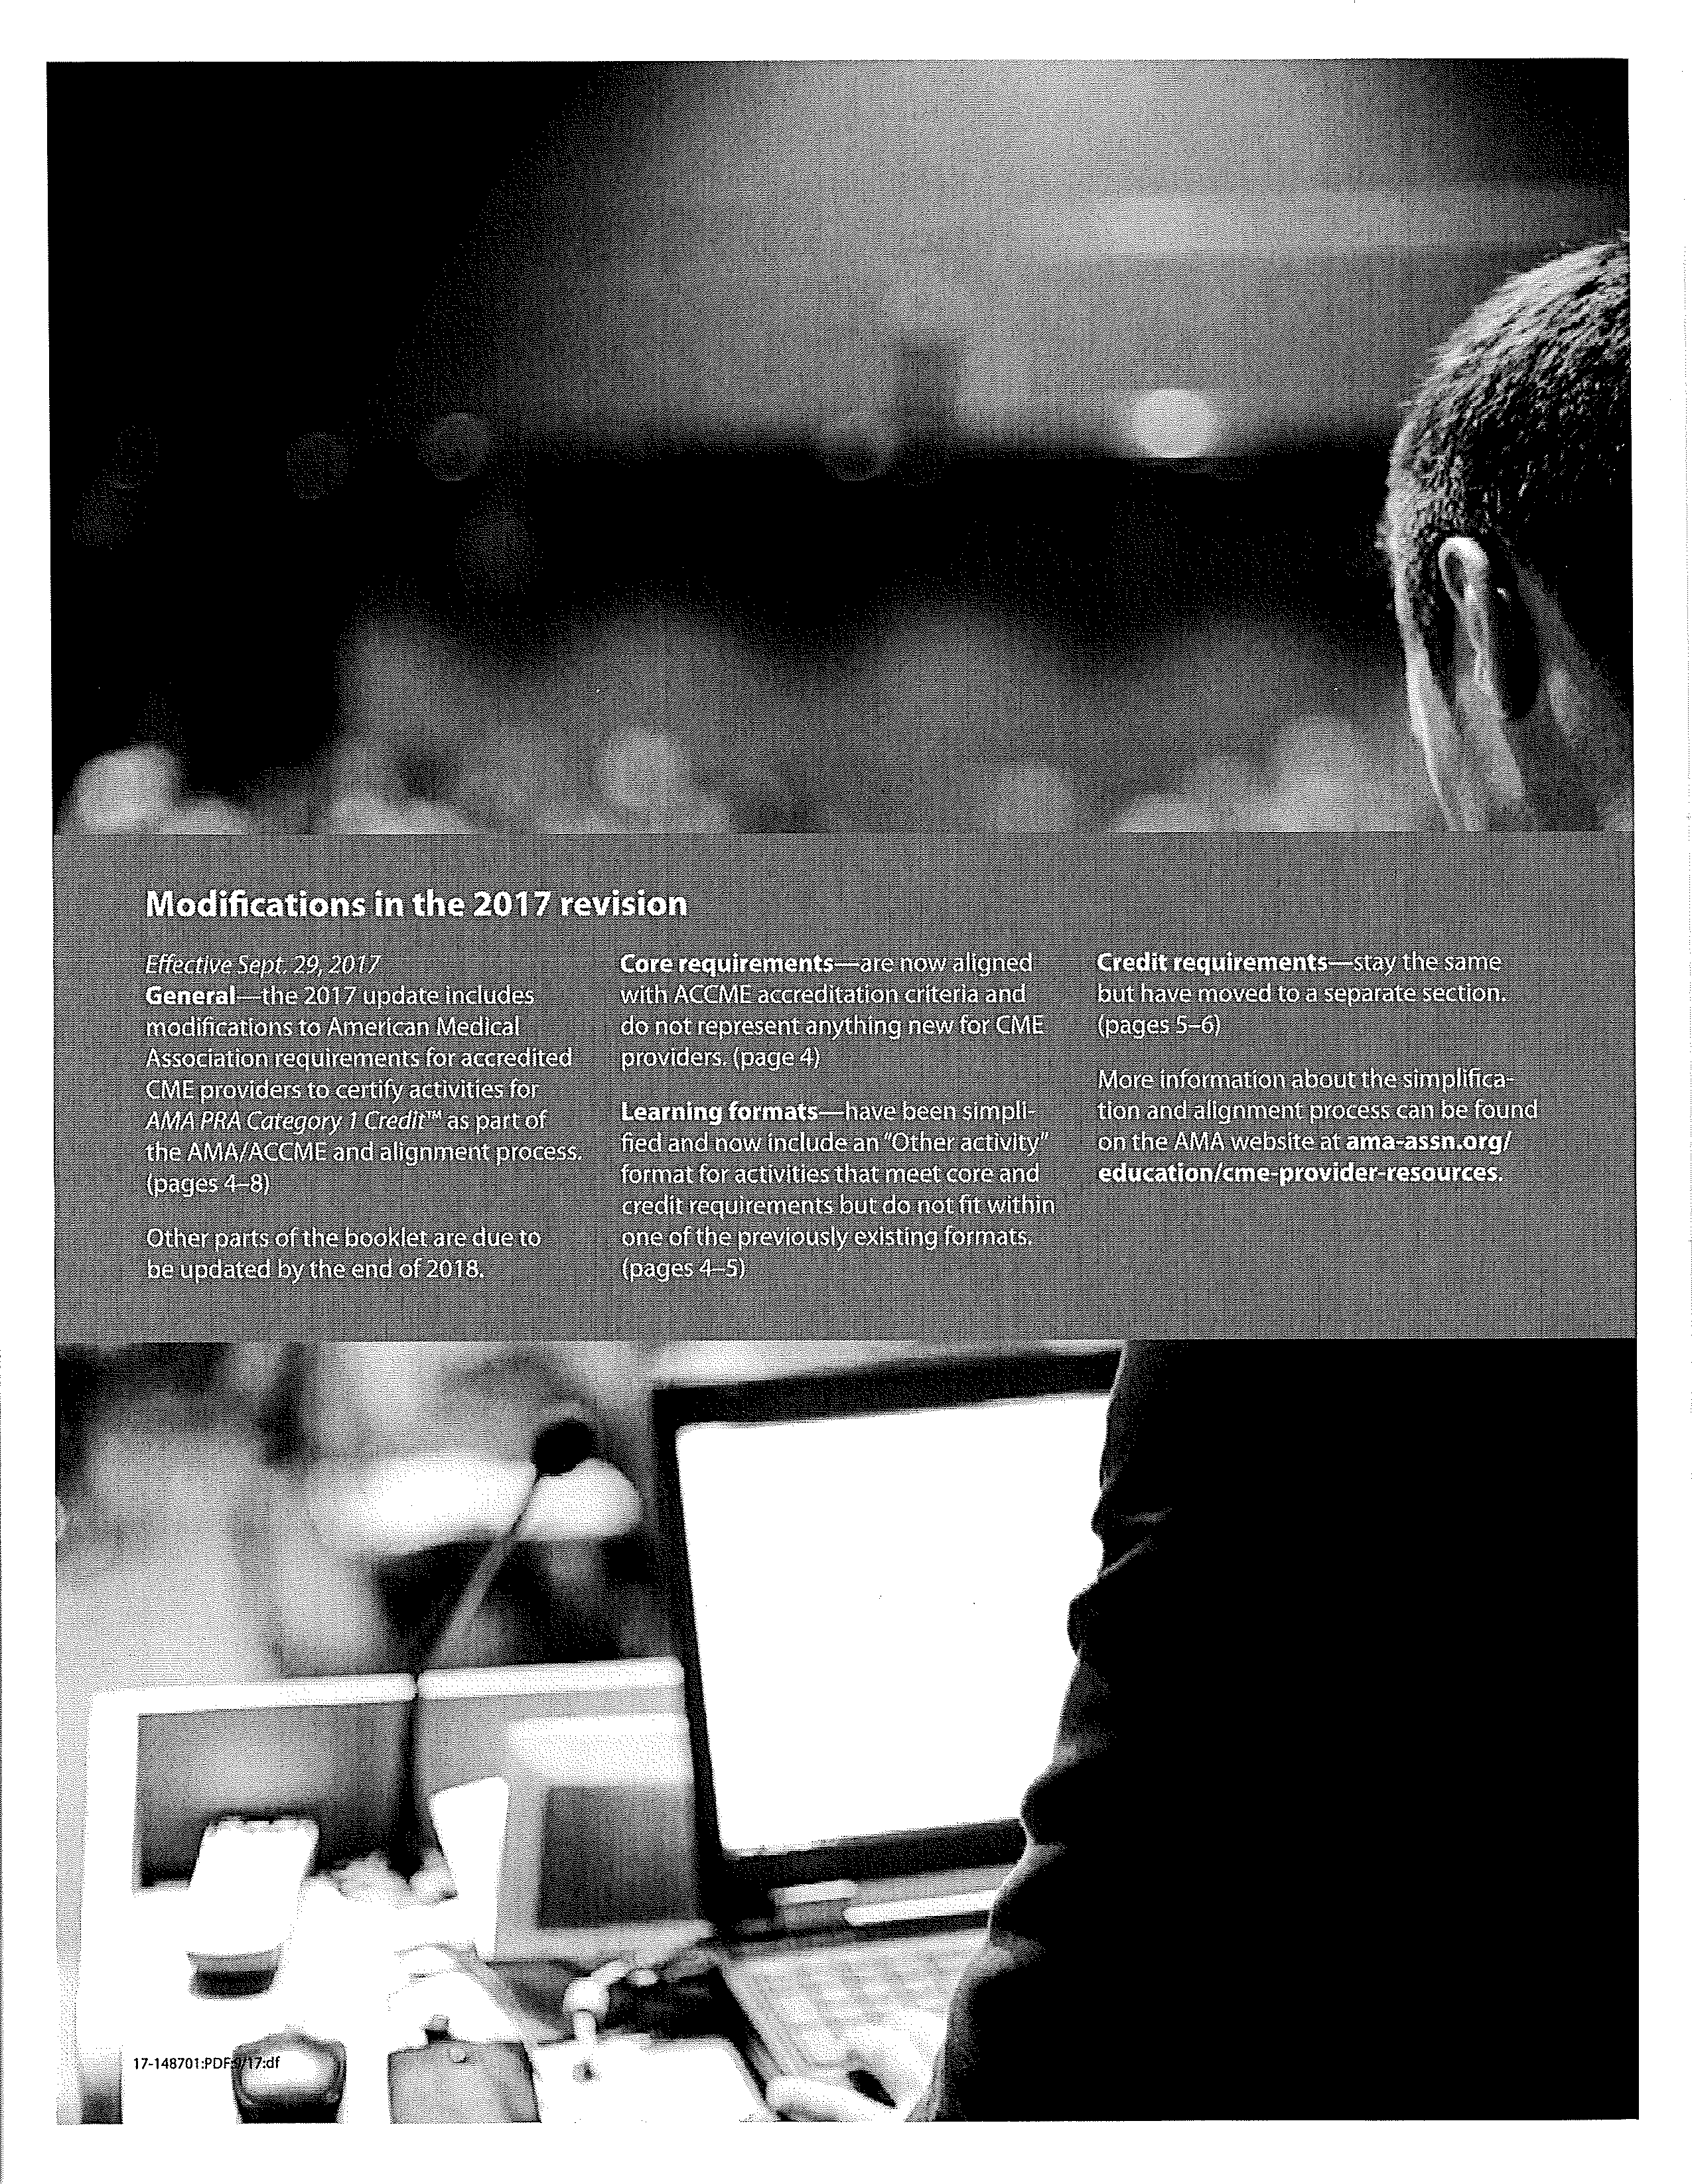 Modifications in the 2017 revision
Effective Sept. 29, 2017
General—the 2017 update includes
modifications to American Medical
Association requirements for accredited
CME providers to certify activities for
AMA PRA Category 1 Credit™ as part of
the AMA/ACCME and alignment process.
(pages 4–8)
Other parts of the booklet are due to
be updated by the end of 2018.
Core requirements—are now aligned
with ACCME accreditation criteria and
do not represent anything new for CME
providers. (page 4)
Learning formats—have been simpli-
fied and now include an “Other activity”
format for activities that meet core and
credit requirements but do not fit within
one of the previously existing formats.
(pages 4–5)
Credit requirements—stay the same
but have moved to a separate section.
(pages 5–6)
More information about the simplifica-
tion and alignment process can be found
on the AMA website at ama-assn.org/
education/cme-provider-resources.
17-148701:PDF:9/17:df